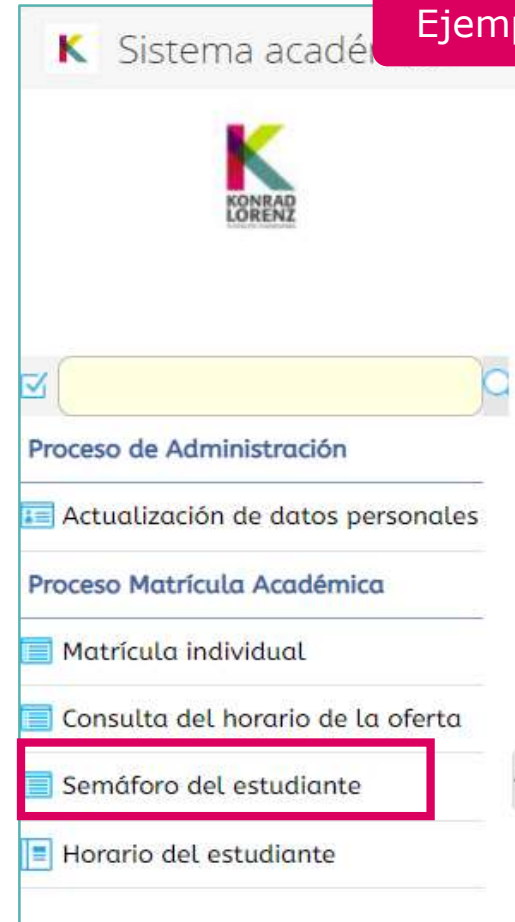 Ejemp
Sistema acadé
KONRAD
LORENZ
Proceso de Administración
Actualización de datos personales
Proceso Matrícula Académica
Matrícula individual
Consulta del horario de la oferta
Semáforo del estudiante
Horario del estudiante